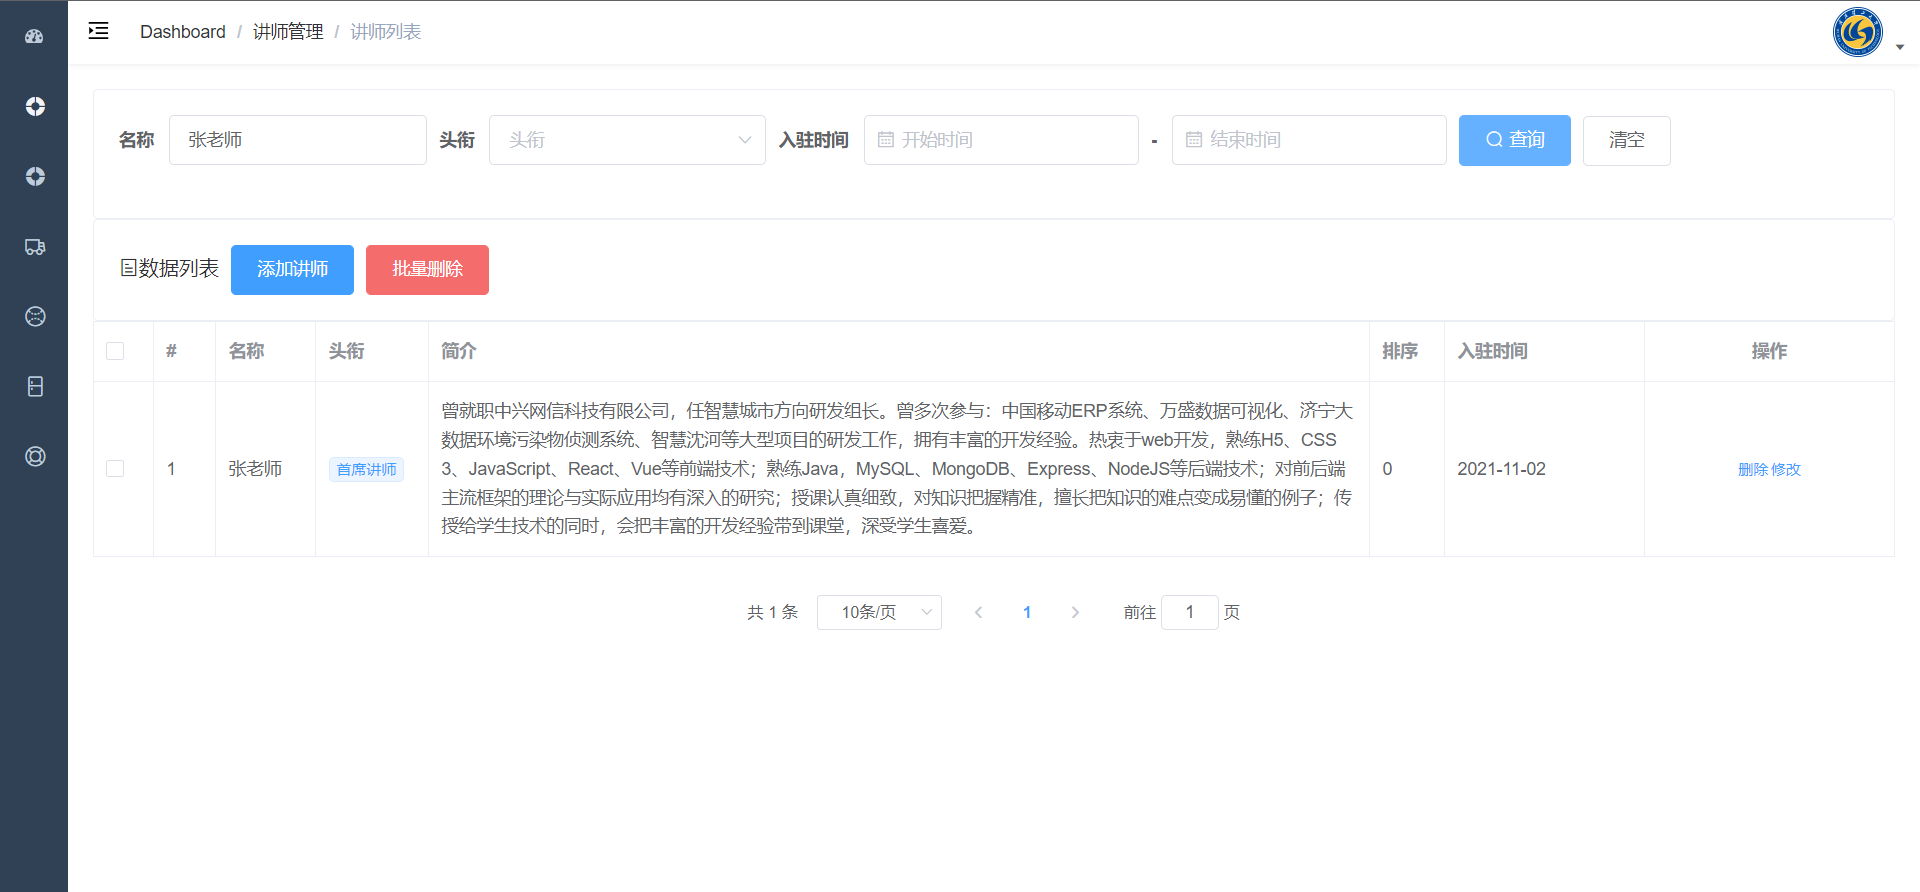 Dashboard / 讲师管理 / 讲师列表
名称 张老师 头衔 头衔 入驻时间 开始时间 - 结束时间 查询 清空
数据列表 添加讲师 批量删除
# 名称 头衔 简介 排序 入驻时间 操作
1 张老师 首席讲师
曾就职中兴网信科技有限公司，任智慧城市方向研发组长。曾多次参与：中国移动ERP系统、万盛数据可视化、济宁大
数据环境污染物侦测系统、智慧沈河等大型项目的研发工作，拥有丰富的开发经验。热衷于web开发，熟练H5、CSS
3、JavaScript、React、Vue等前端技术；熟练Java，MySQL、MongoDB、Express、NodeJS等后端技术；对前后端
主流框架的理论与实际应用均有深入的研究；授课认真细致，对知识把握精准，擅长把知识的难点变成易懂的例子；传
授给学生技术的同时，会把丰富的开发经验带到课堂，深受学生喜爱。
0 2021-11-02 删除 修改
共 1 条 10条/页 1 前往 1 页